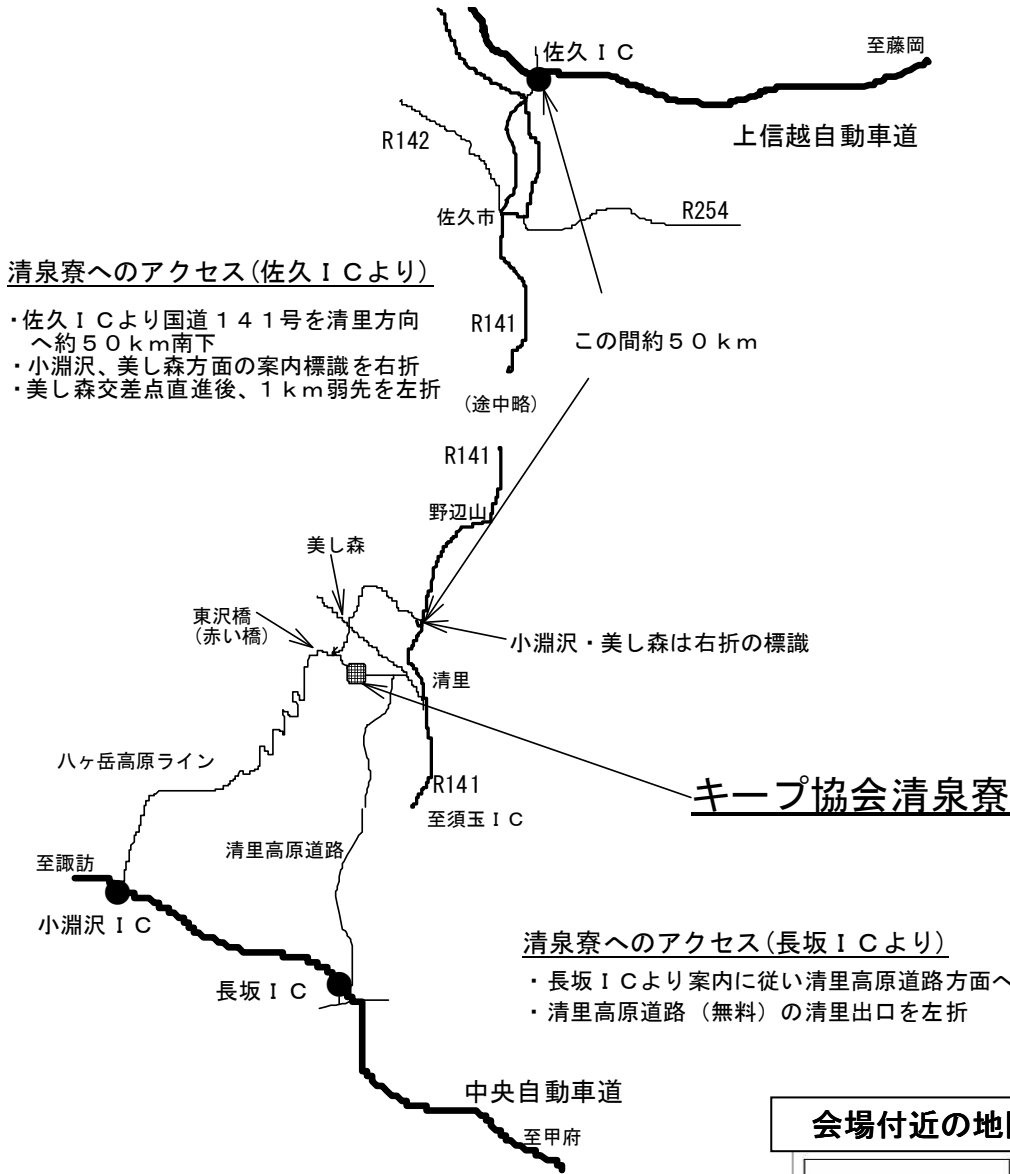 佐久ＩＣ
至藤岡
上信越自動車道
R142
佐久市
R254
清泉寮へのアクセス(佐久ＩＣより)
・佐久ＩＣより国道１４１号を清里方向
へ約５０ｋｍ南下
・小淵沢、美し森方面の案内標識を右折
・美し森交差点直進後、１ｋｍ弱先を左折
R141
この間約５０ｋｍ
(途中略)
R141
野辺山
美し森
東沢橋
(赤い橋)
小淵沢・美し森は右折の標識
清里
八ヶ岳高原ライン
R141
キープ協会清泉寮
至須玉ＩＣ
清里高原道路
至諏訪
小淵沢ＩＣ
清泉寮へのアクセス(長坂ＩＣより)
・長坂ＩＣより案内に従い清里高原道路方面へ
・清里高原道路（無料）の清里出口を左折
長坂ＩＣ
中央自動車道
至甲府
会場付近の地